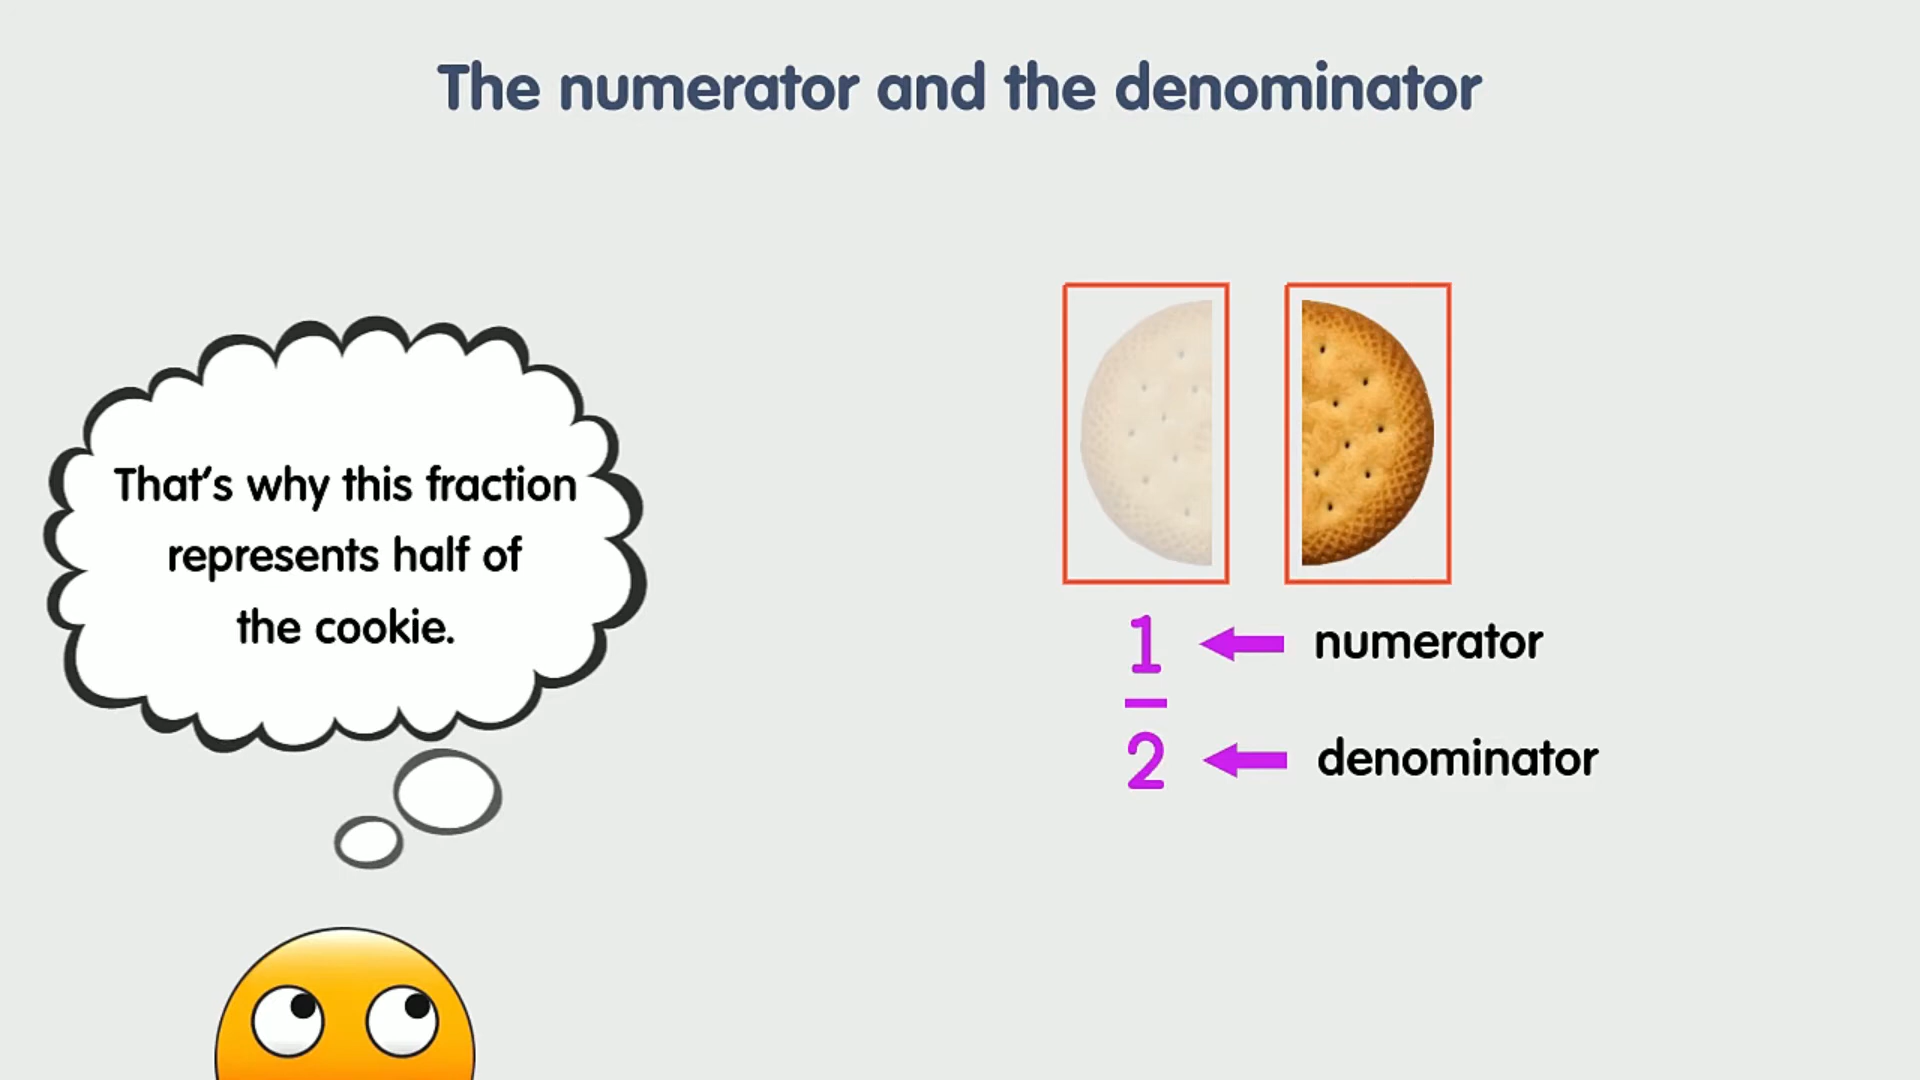 The numerator and the denominator
That's why this fraction
represents half of
the cookie.
1
numerator
2
denominator